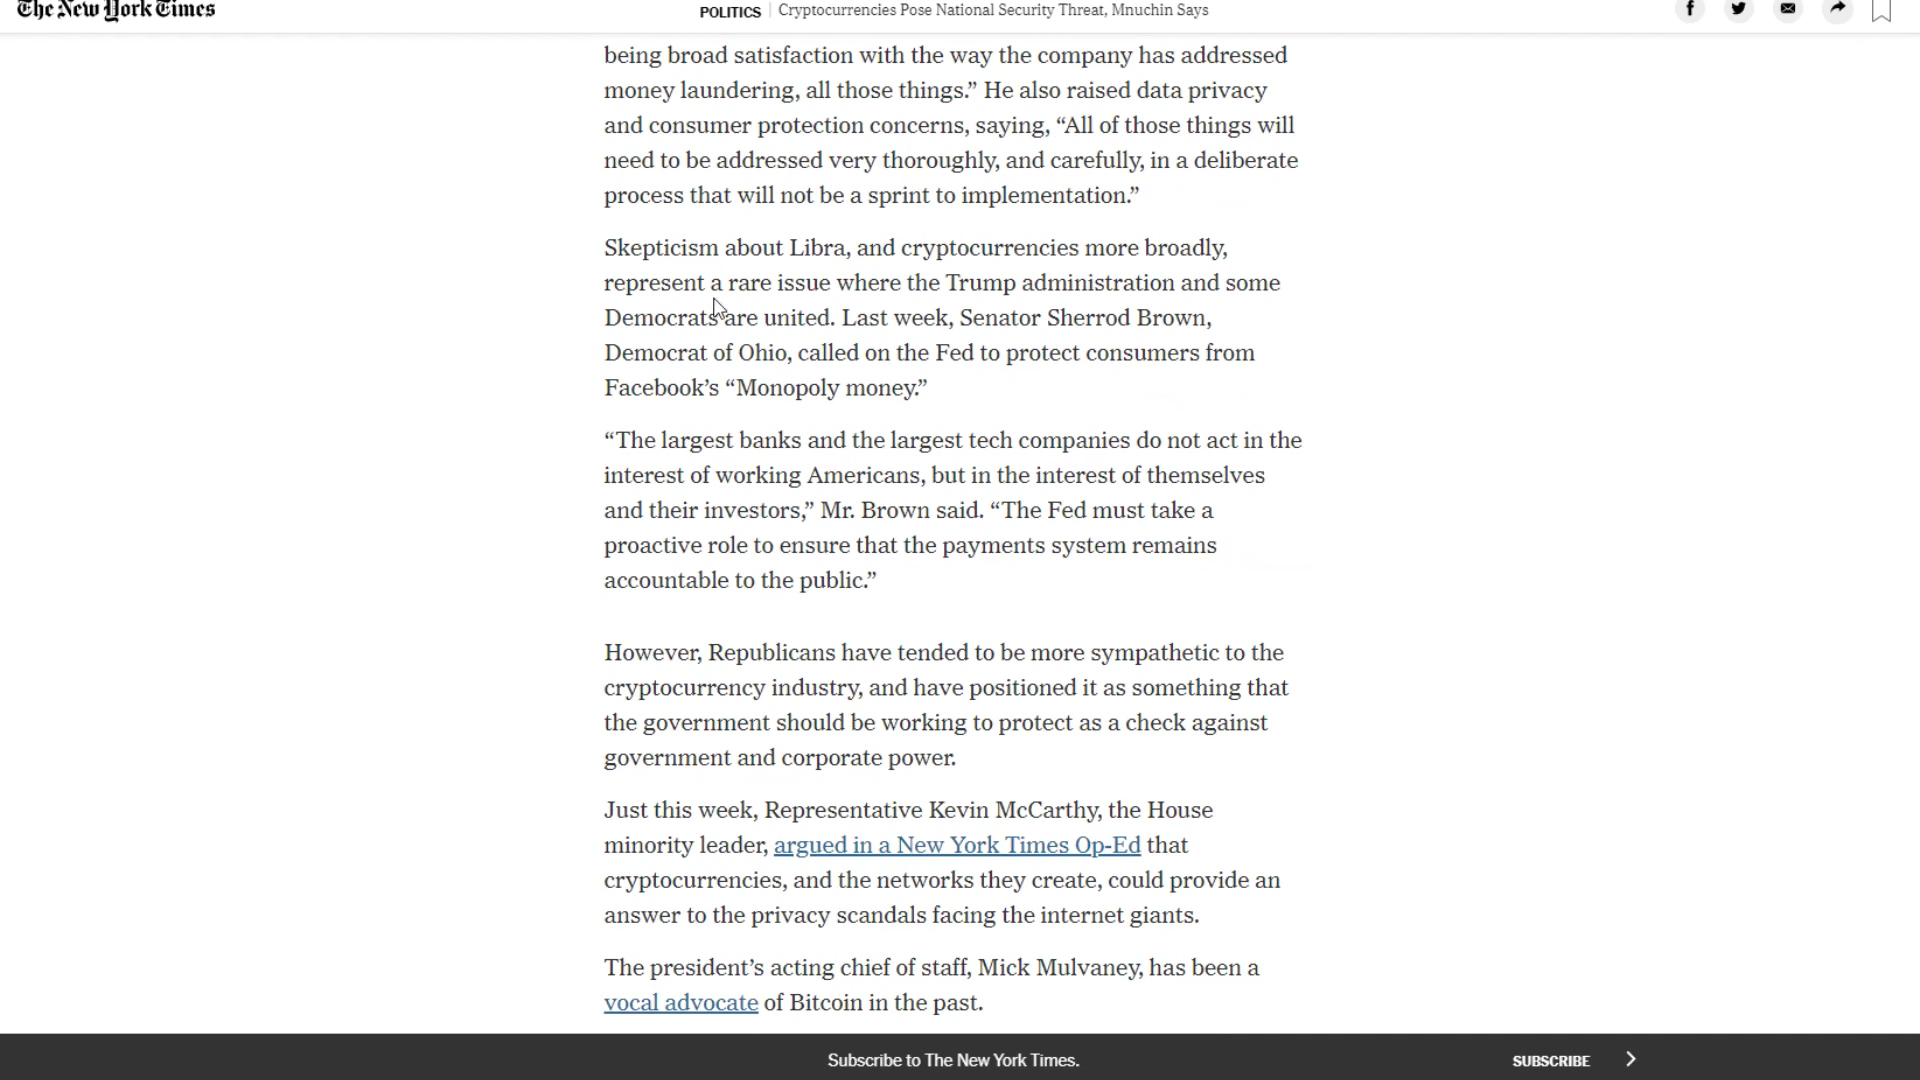 The New York Times
POLITICS | Cryptocurrencies Pose National Security Threat, Mnuchin Says
being broad satisfaction with the way the company has addressed
money laundering, all those things.” He also raised data privacy
and consumer protection concerns, saying, “All of those things will
need to be addressed very thoroughly, and carefully, in a deliberate
process that will not be a sprint to implementation.”
Skepticism about Libra, and cryptocurrencies more broadly,
represent a rare issue where the Trump administration and some
Democrats are united. Last week, Senator Sherrod Brown,
Democrat of Ohio, called on the Fed to protect consumers from
Facebook’s “Monopoly money.”
“The largest banks and the largest tech companies do not act in the
interest of working Americans, but in the interest of themselves
and their investors,” Mr. Brown said. “The Fed must take a
proactive role to ensure that the payments system remains
accountable to the public.”
However, Republicans have tended to be more sympathetic to the
cryptocurrency industry, and have positioned it as something that
the government should be working to protect as a check against
government and corporate power.
Just this week, Representative Kevin McCarthy, the House
minority leader, argued in a New York Times Op-Ed that
cryptocurrencies, and the networks they create, could provide an
answer to the privacy scandals facing the internet giants.
The president’s acting chief of staff, Mick Mulvaney, has been a
vocal advocate of Bitcoin in the past.
Subscribe to The New York Times.
SUBSCRIBE